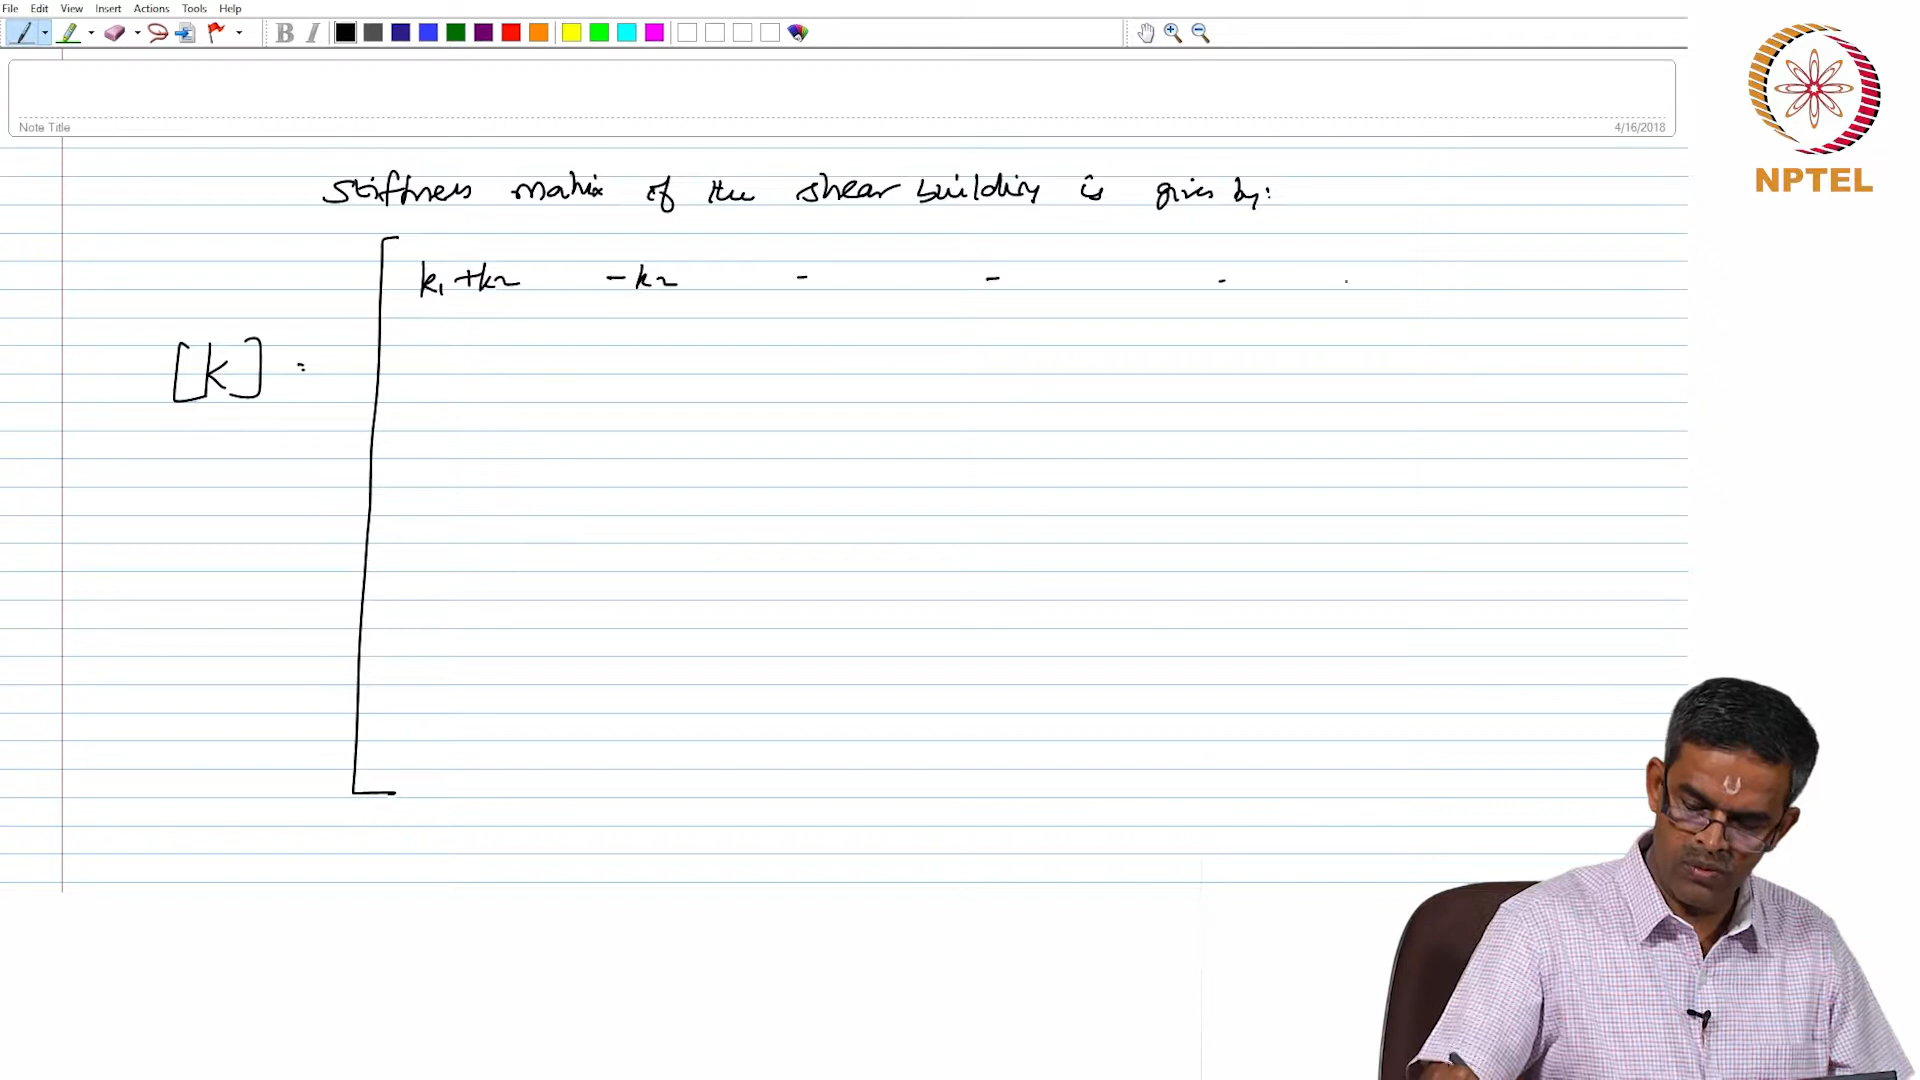 File Edit View Insert Actions Tools Help
B I
Note Title
4/16/2018
NPTEL
Stiffness matrix of the shear building is given by:
k1+k2 -k2 - - - .
[K] =